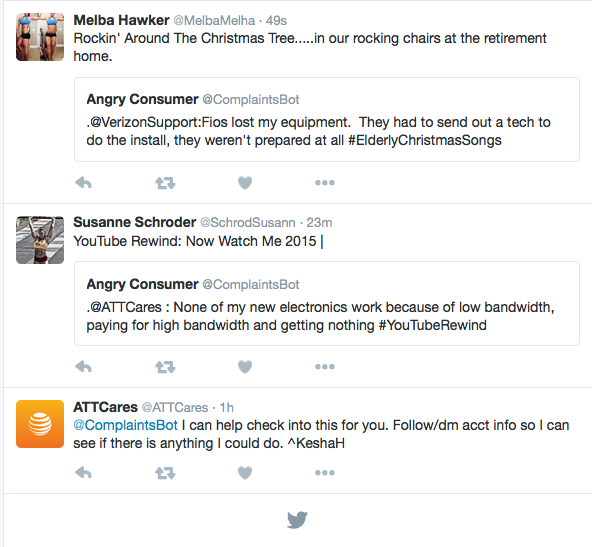 Melba Hawker @MelbaMelha · 49s
Rockin' Around The Christmas Tree.....in our rocking chairs at the retirement
home.
Angry Consumer @ComplaintsBot
.@VerizonSupport:Fios lost my equipment.  They had to send out a tech to
do the install, they weren't prepared at all #ElderlyChristmasSongs
Susanne Schroder @SchrodSusann · 23m
YouTube Rewind: Now Watch Me 2015 |
Angry Consumer @ComplaintsBot
.@ATTCares : None of my new electronics work because of low bandwidth,
paying for high bandwidth and getting nothing #YouTubeRewind
ATTCares @ATTCares · 1h
@ComplaintsBot I can help check into this for you. Follow/dm acct info so I can
see if there is anything I could do. ^KeshaH